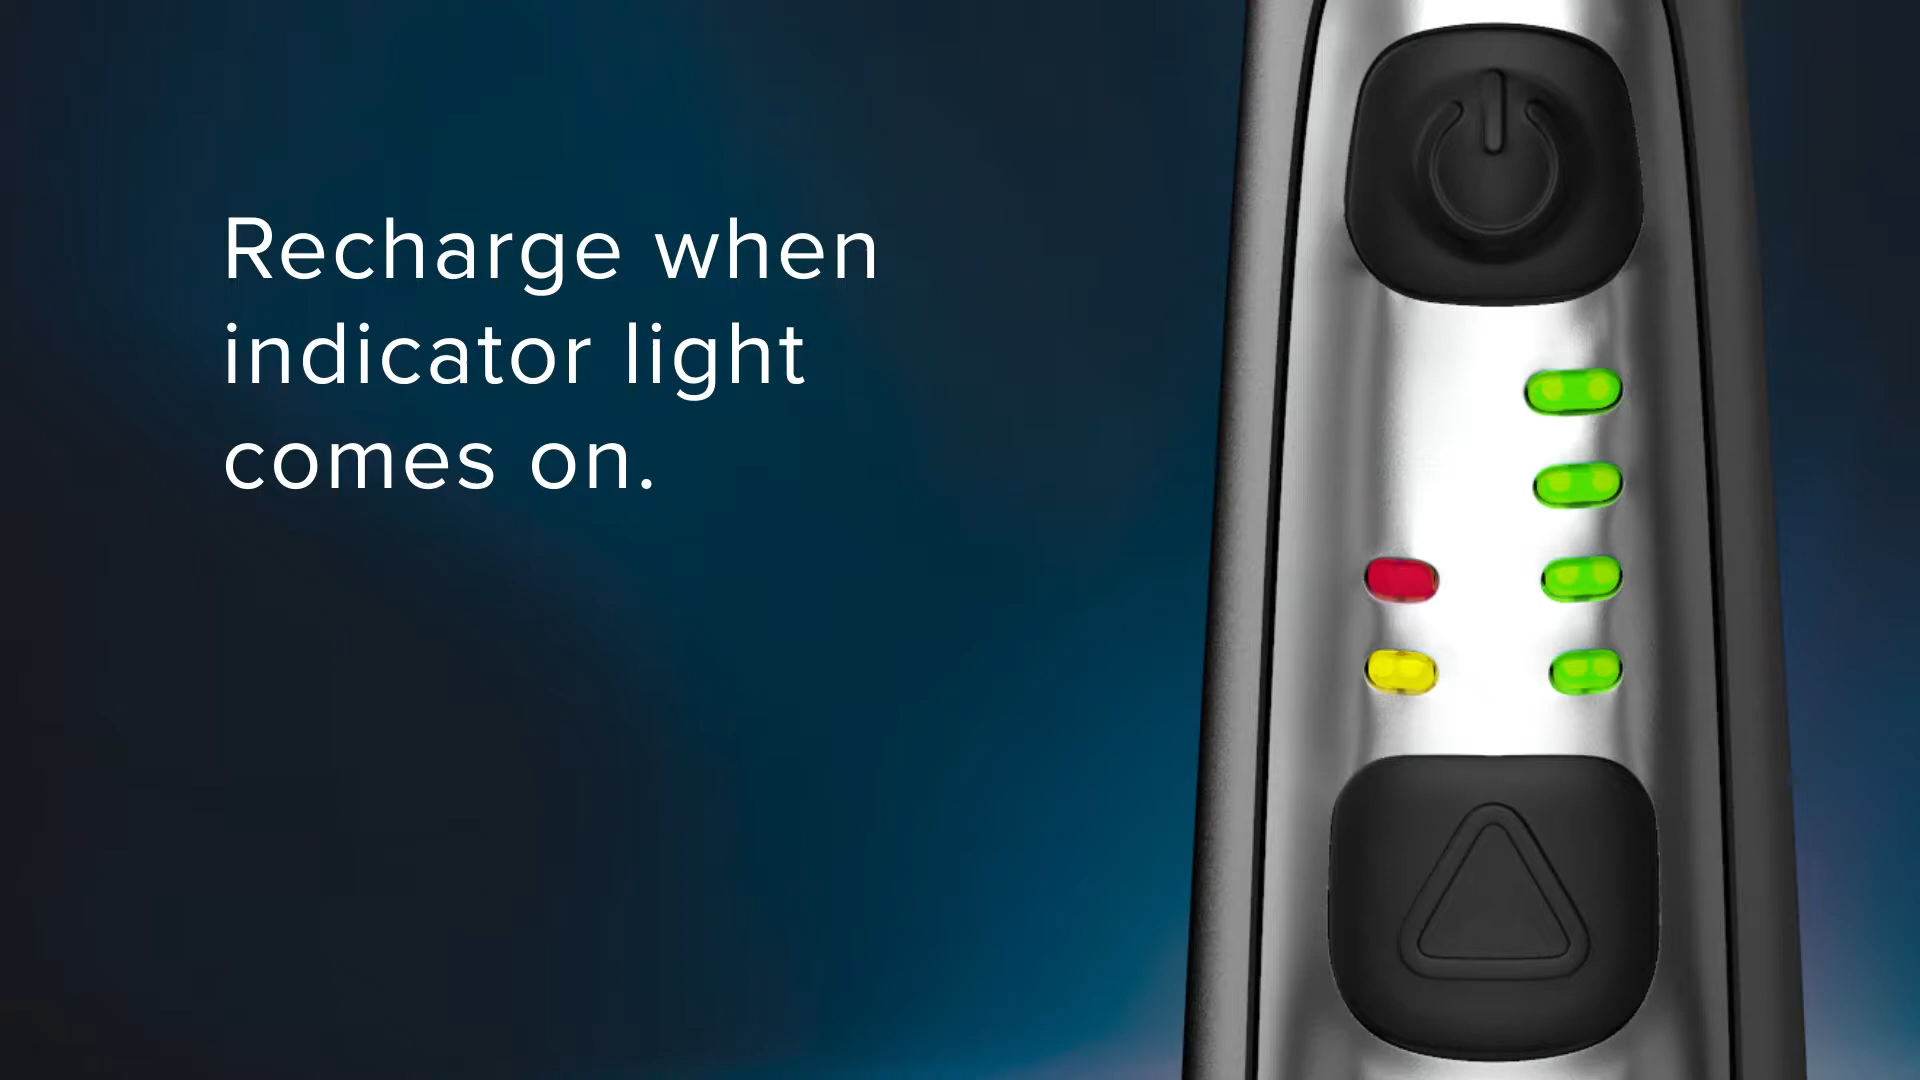 Recharge when
indicator light
comes on.